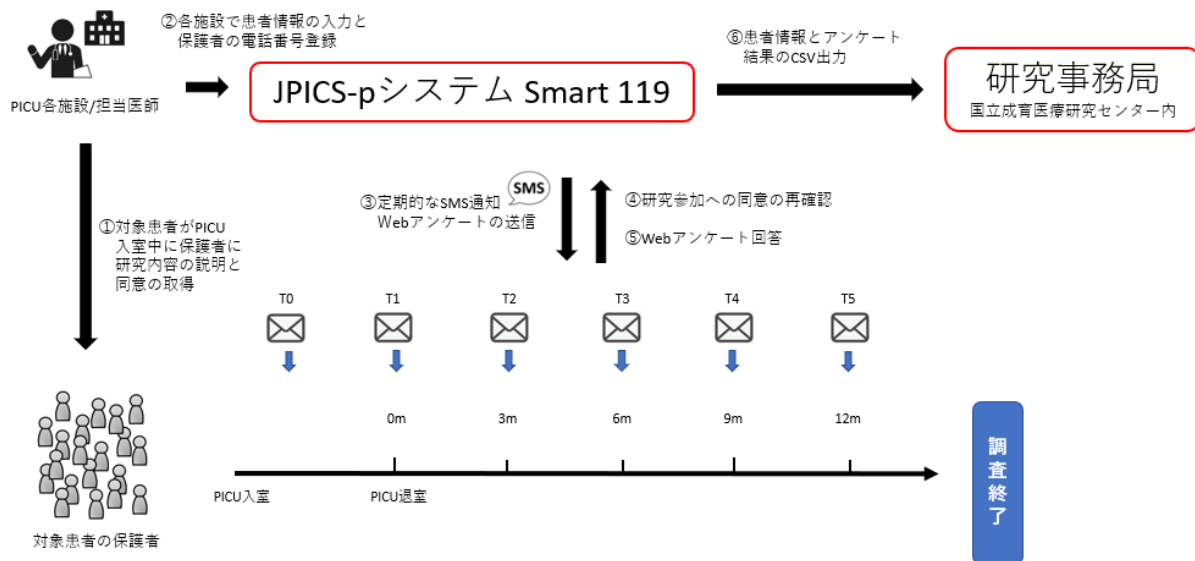 ②各施設で患者情報の入力と
保護者の電話番号登録
⑥患者情報とアンケート
結果のCSV出力
PICU各施設/担当医師
JPICS-pシステム Smart 119
研究事務局
国立成育医療研究センター内
①対象患者がPICU
入室中に保護者に
研究内容の説明と
同意の取得
③定期的なSMS通知
Webアンケートの送信
SMS
④研究参加への同意の再確認
⑤Webアンケート回答
T0 T1 T2 T3 T4 T5
0m 3m 6m 9m 12m
PICU入室 PICU退室
対象患者の保護者
調査終了